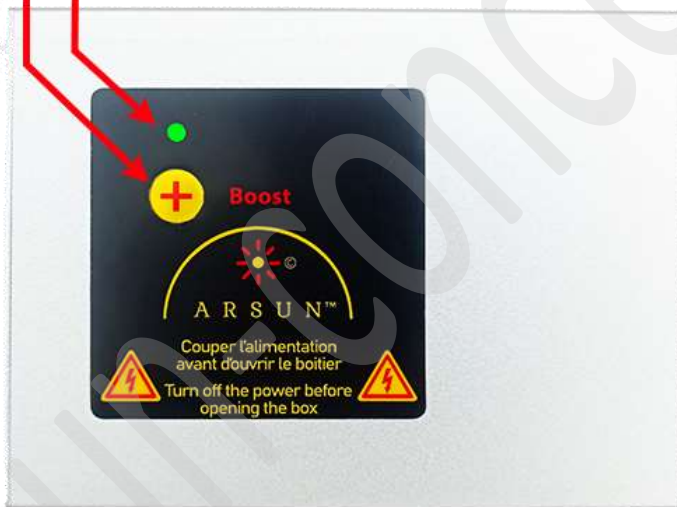 +
Boost
©
ARSUN™
Couper l'alimentation
avant d'ouvrir le boitier
Turn off the power before
opening the box